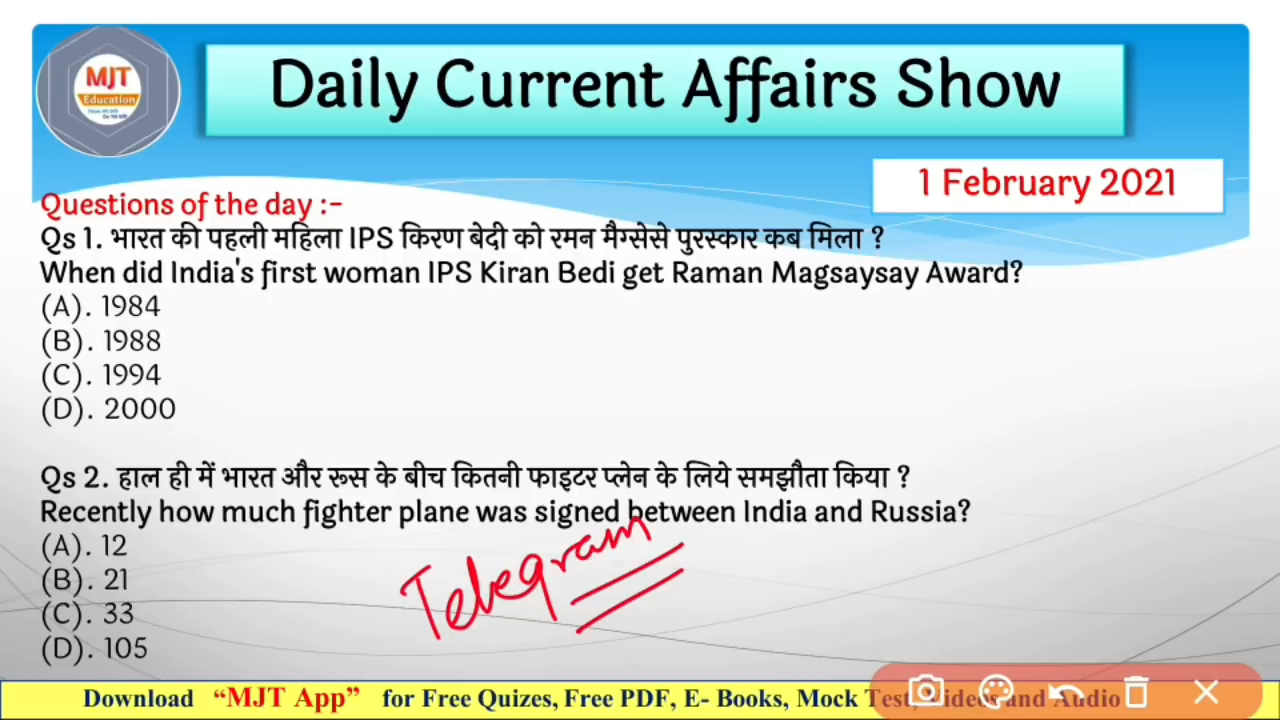 MJT
Education
Daily Current Affairs Show
1 February 2021
Questions of the day :-
Qs 1. भारत की पहली महिला IPS किरण बेदी को रमन मैग्सेसे पुरस्कार कब मिला ?
When did India's first woman IPS Kiran Bedi get Raman Magsaysay Award?
(A). 1984
(B). 1988
(C). 1994
(D). 2000
Qs 2. हाल ही में भारत और रूस के बीच कितनी फाइटर प्लेन के लिये समझौता किया ?
Recently how much fighter plane was signed between India and Russia?
(A). 12
(B). 21
(C). 33
(D). 105
Telegram
Download “MJT App” for Free Quizes, Free PDF, E- Books, Mock Test, Videos and Audio